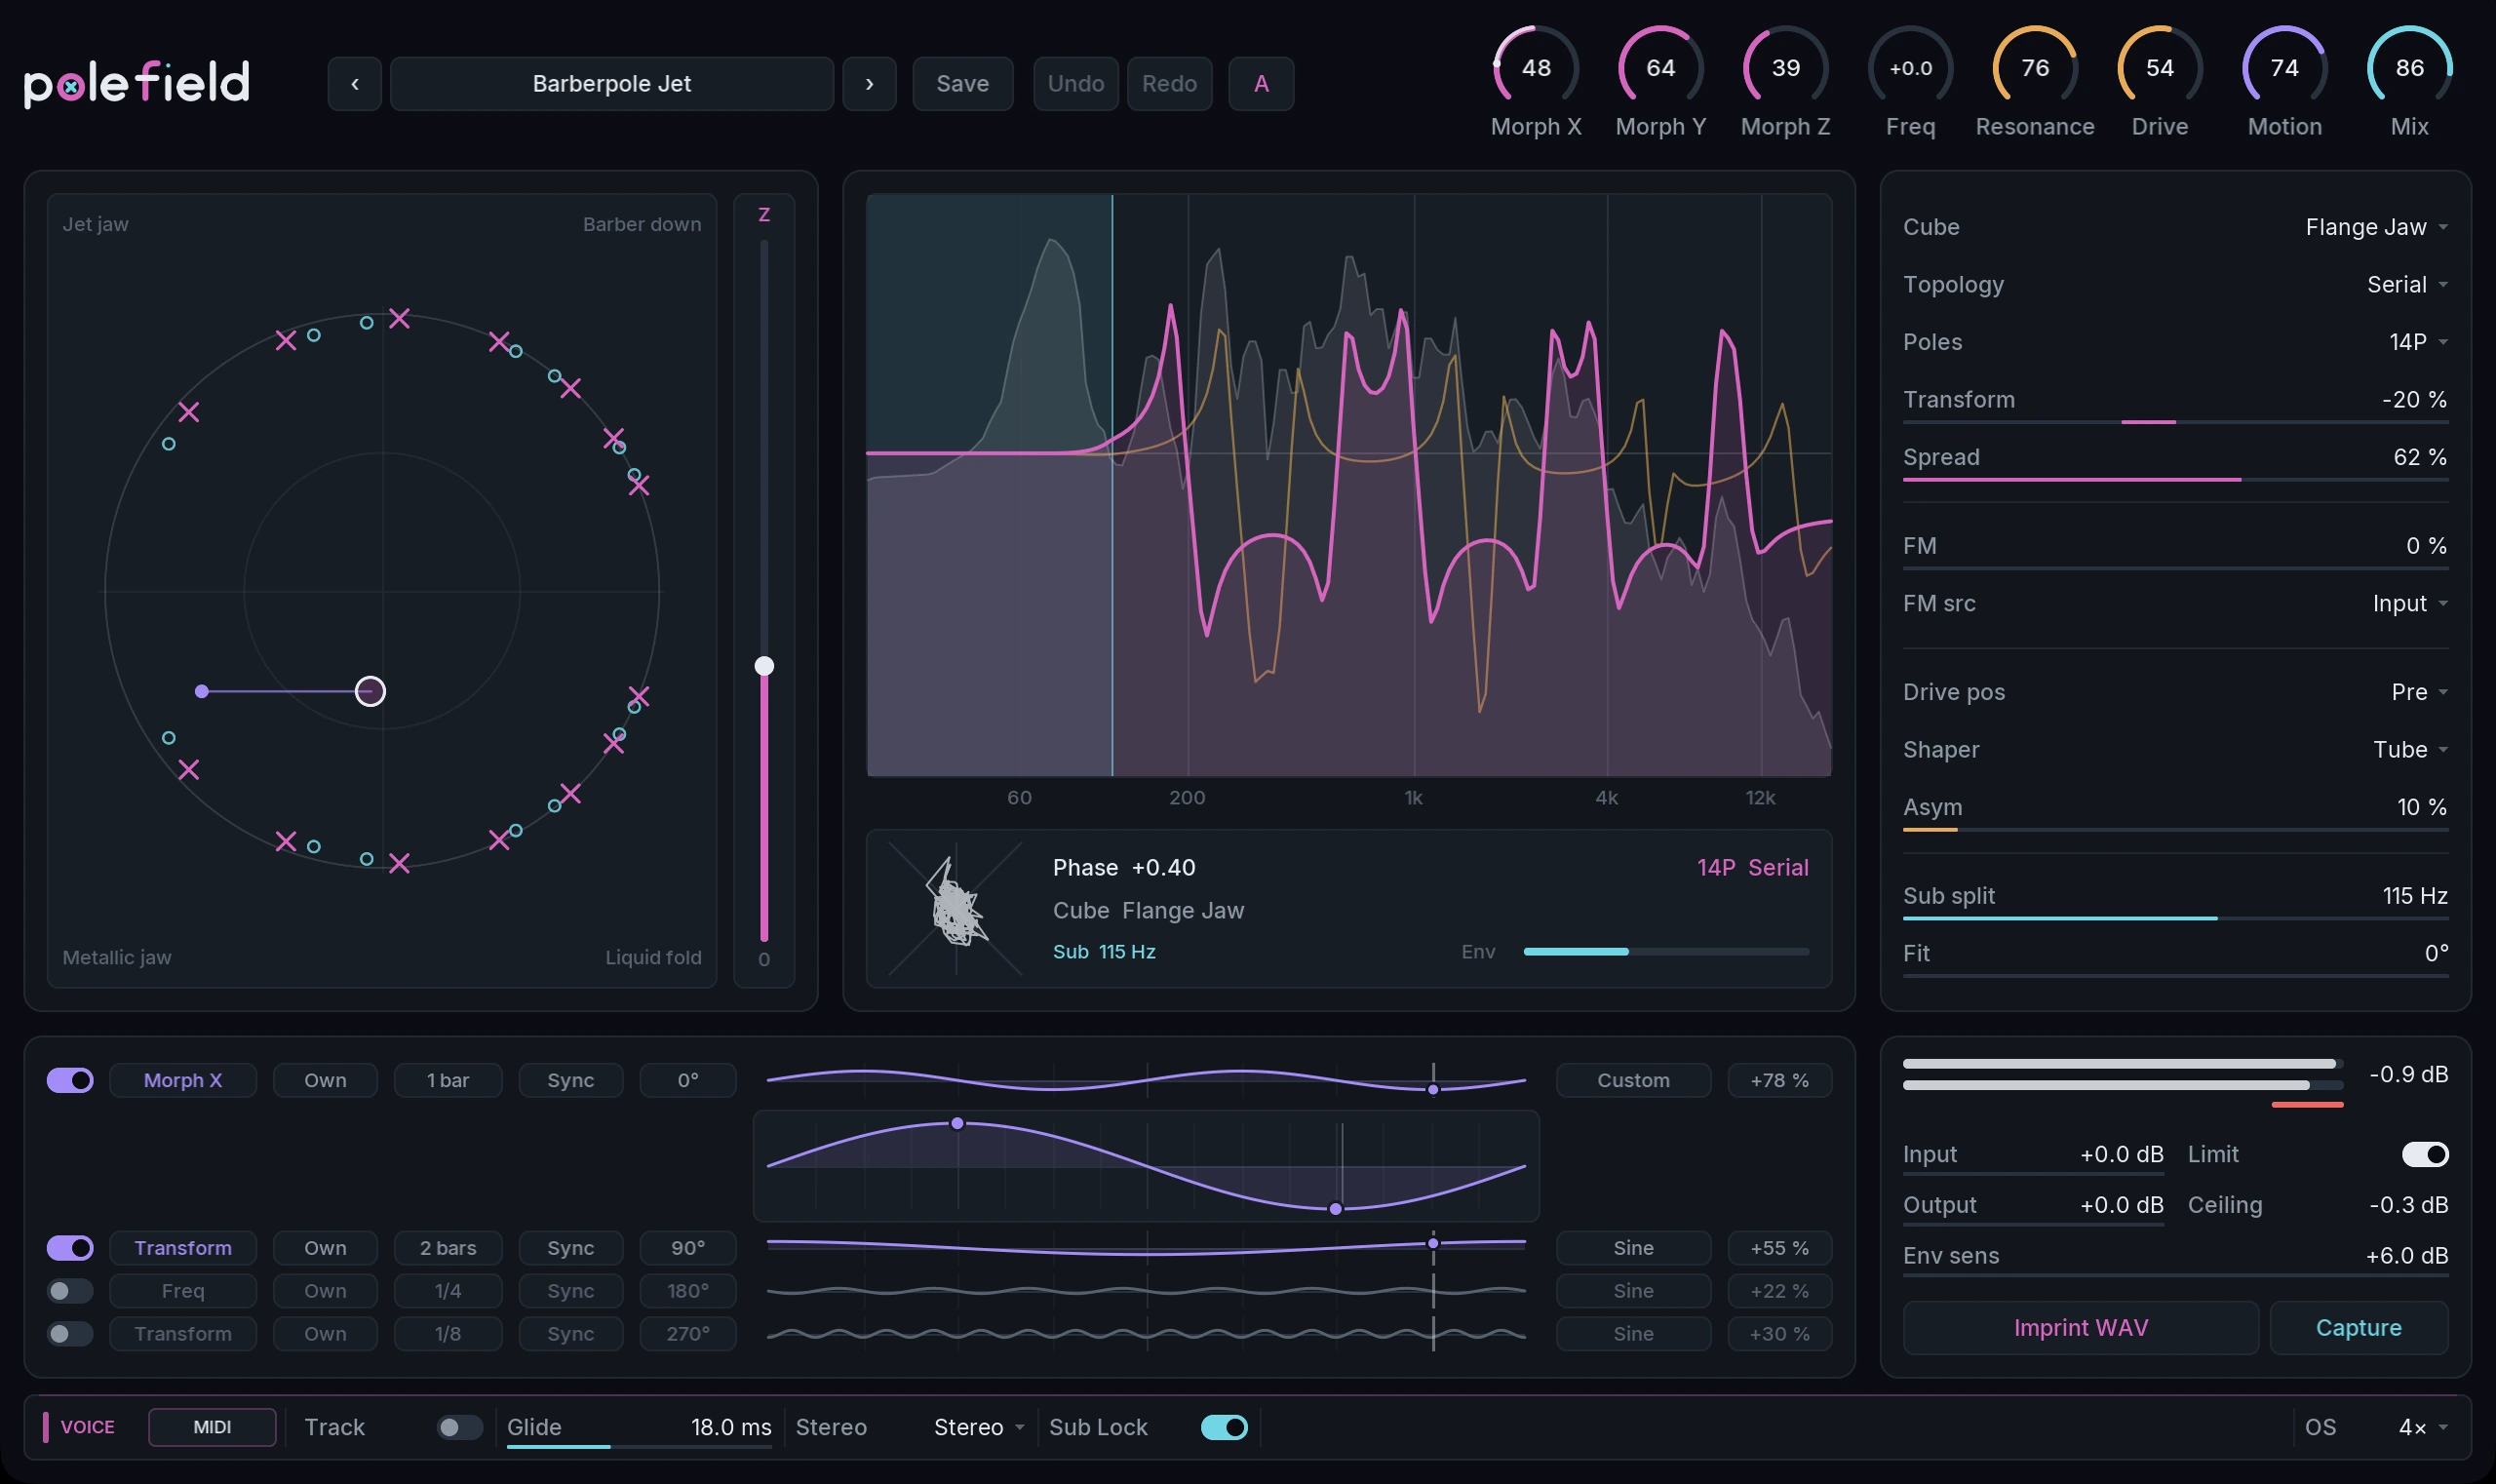 polefield
‹ Barberpole Jet › Save Undo Redo A
48 64 39 +0.0 76 54 74 86
Morph X Morph Y Morph Z Freq Resonance Drive Motion Mix
Jet jaw Barber down
Metallic jaw Liquid fold
Z
0
60 200 1k 4k 12k
Phase +0.40 14P Serial
Cube Flange Jaw
Sub 115 Hz Env
Cube Flange Jaw
Topology Serial
Poles 14P
Transform -20 %
Spread 62 %
FM 0 %
FM src Input
Drive pos Pre
Shaper Tube
Asym 10 %
Sub split 115 Hz
Fit 0°
Morph X Own 1 bar Sync 0° Custom +78 %
Transform Own 2 bars Sync 90° Sine +55 %
Freq Own 1/4 Sync 180° Sine +22 %
Transform Own 1/8 Sync 270° Sine +30 %
-0.9 dB
Input +0.0 dB Limit
Output +0.0 dB Ceiling -0.3 dB
Env sens +6.0 dB
Imprint WAV Capture
VOICE MIDI Track Glide 18.0 ms Stereo Stereo Sub Lock OS 4×